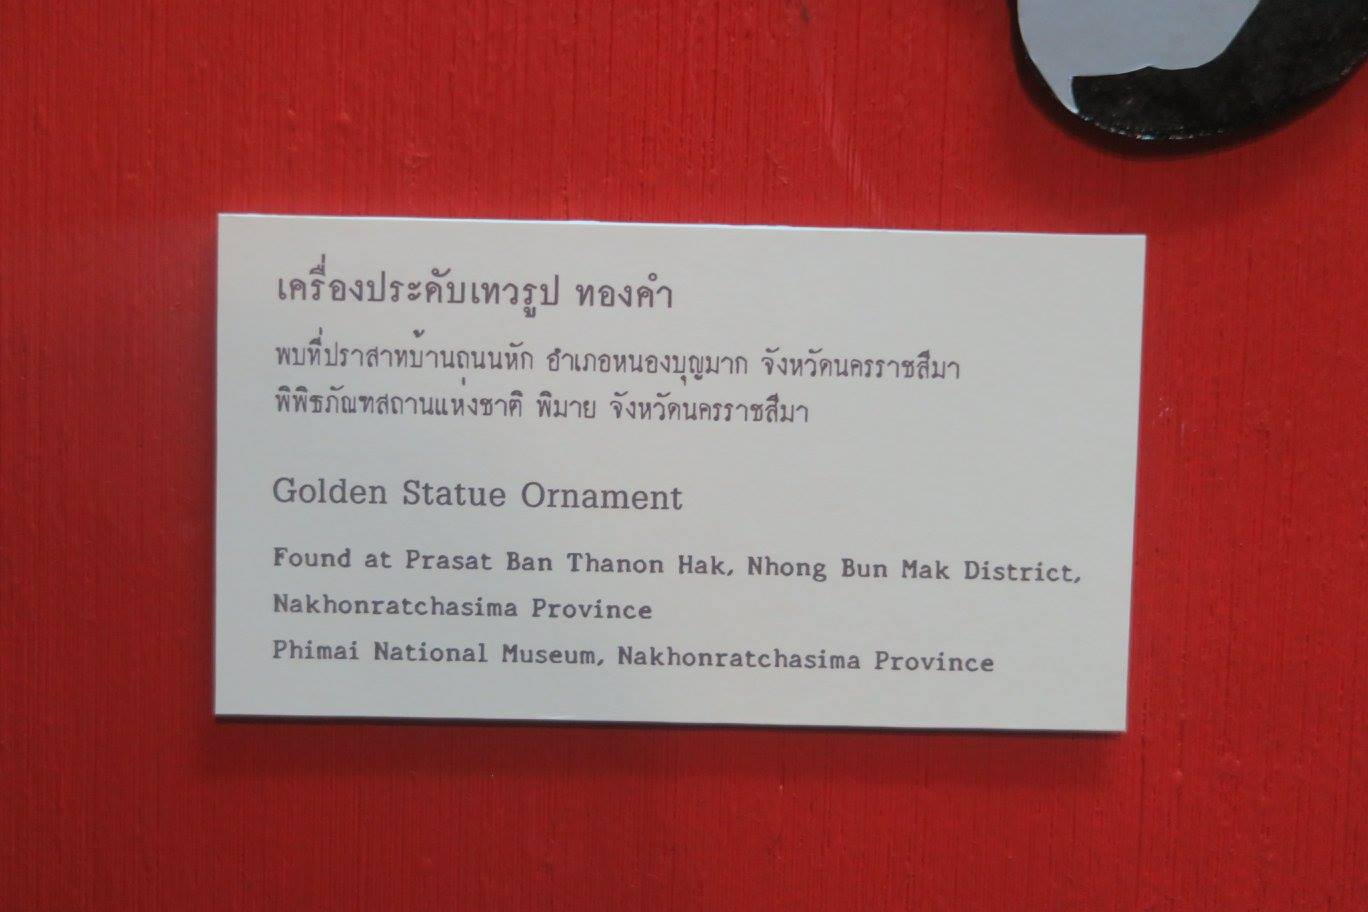 เครื่องประดับเทวรูป ทองคำ
พบที่ปราสาทบ้านถนนหัก อำเภอหนองบุญมาก จังหวัดนครราชสีมา
พิพิธภัณฑสถานแห่งชาติ พิมาย จังหวัดนครราชสีมา
Golden Statue Ornament
Found at Prasat Ban Thanon Hak, Nhong Bun Mak District,
Nakhonratchasima Province
Phimai National Museum, Nakhonratchasima Province